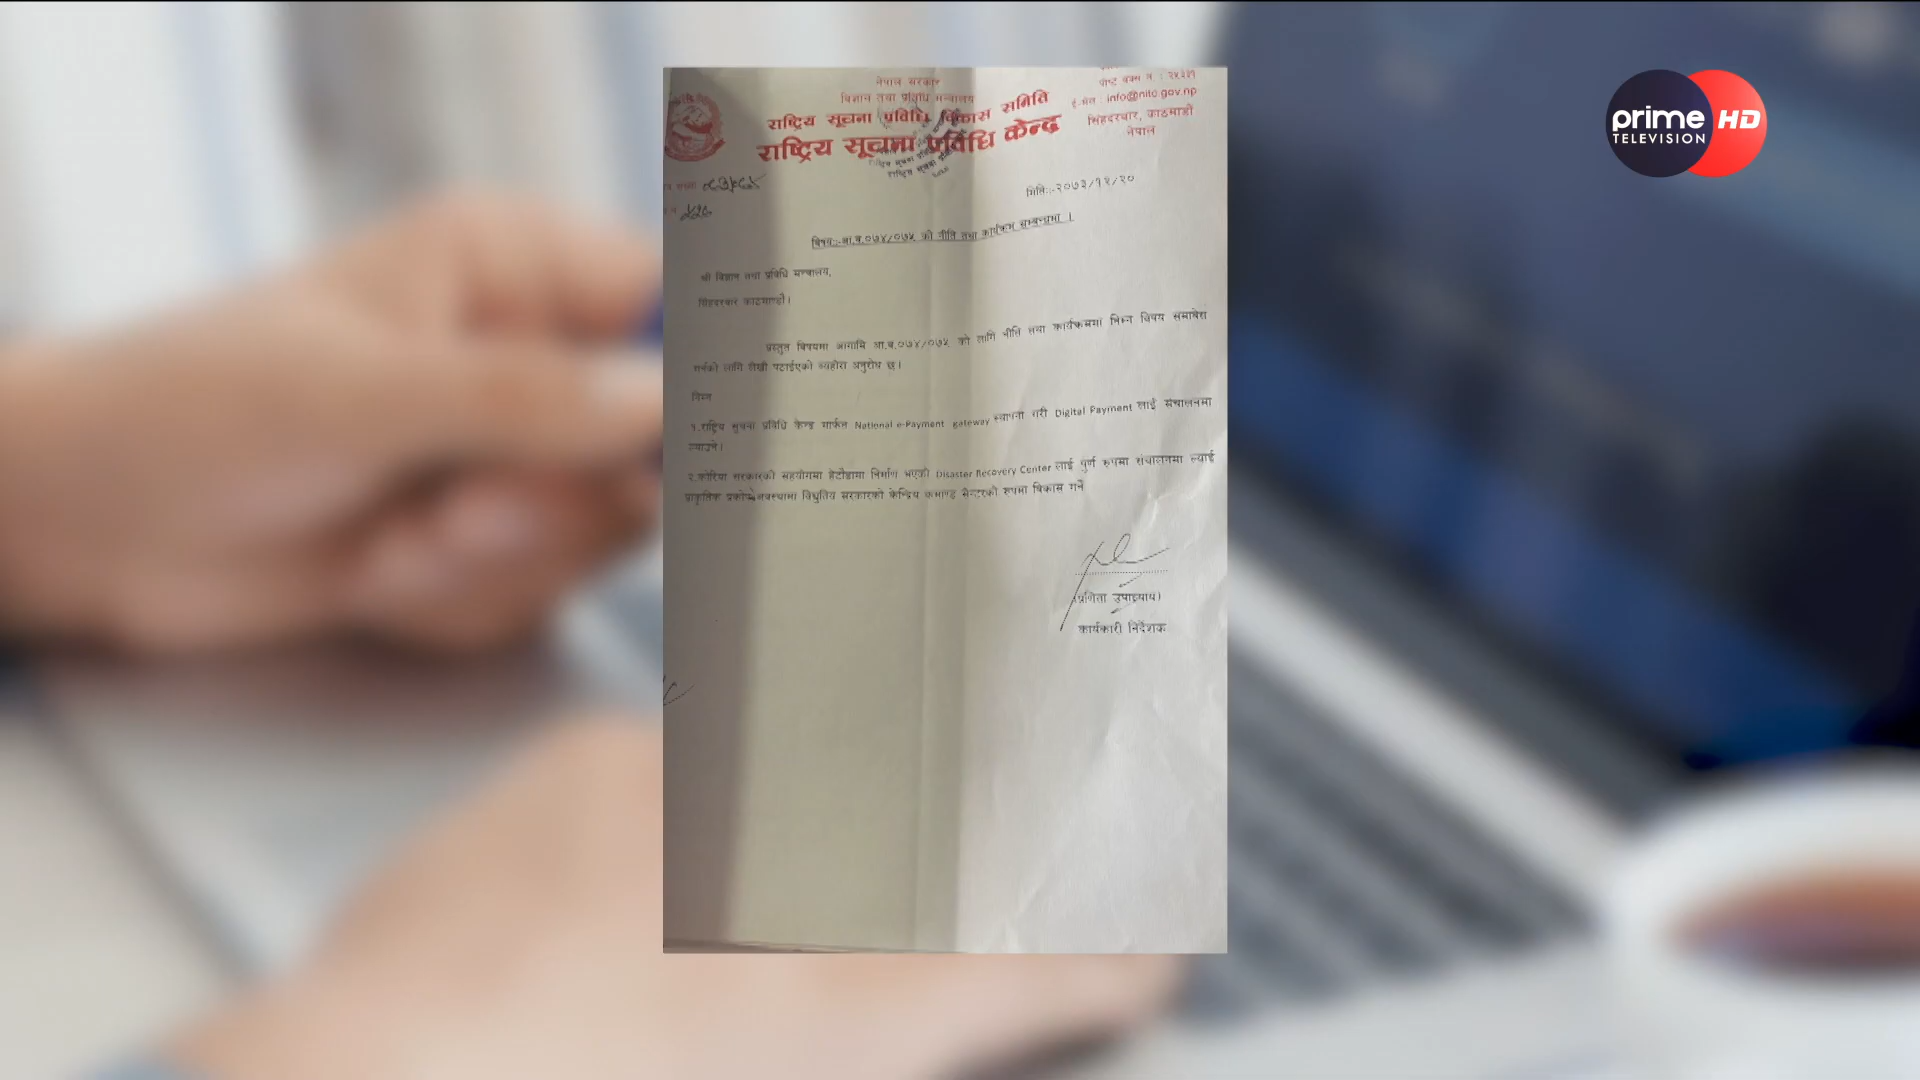 prime HD
TELEVISION
नेपाल सरकार
विज्ञान तथा प्रविधि मन्त्रालय
राष्ट्रिय सूचना प्रविधि विकास समिति
राष्ट्रिय सूचना प्रविधि केन्द्र
पोष्ट बक्स नं. : २५३२१
ई-मेल : info@nitc.gov.np
सिंहदरबार, काठमाडौं
नेपाल
मितिः-२०७३/१२/२०
विषयः-आ.व.०७४/०७५ को नीति तथा कार्यक्रम सम्बन्धमा ।
श्री विज्ञान तथा प्रविधि मन्त्रालय,
सिंहदरबार काठमाण्डौ।
प्रस्तुत विषयमा आगामि आ.ब.०७४/०७५ को लागि नीति तथा कार्यक्रममा निम्न विषय समावेश
गर्नको लागि लेखी पठाईएको व्यहोरा अनुरोध छ।
निम्न
१.राष्ट्रिय सुचना प्रविधि केन्द्र मार्फत National e-Payment gateway स्थापना गरी Digital Payment लाई संचालनमा
ल्याउने।
२.कोरिया सरकारको सहयोगमा हेटौडामा निर्माण भएको Disaster Recovery Center लाई पुर्ण रुपमा संचालनमा ल्याई
प्राकृतिक विधुतिय सरकारको केन्द्रिय कमाण्ड सेन्टरको रुपमा विकास गर्ने
(प्रणिता उपाध्याय)
कार्यकारी निर्देशक